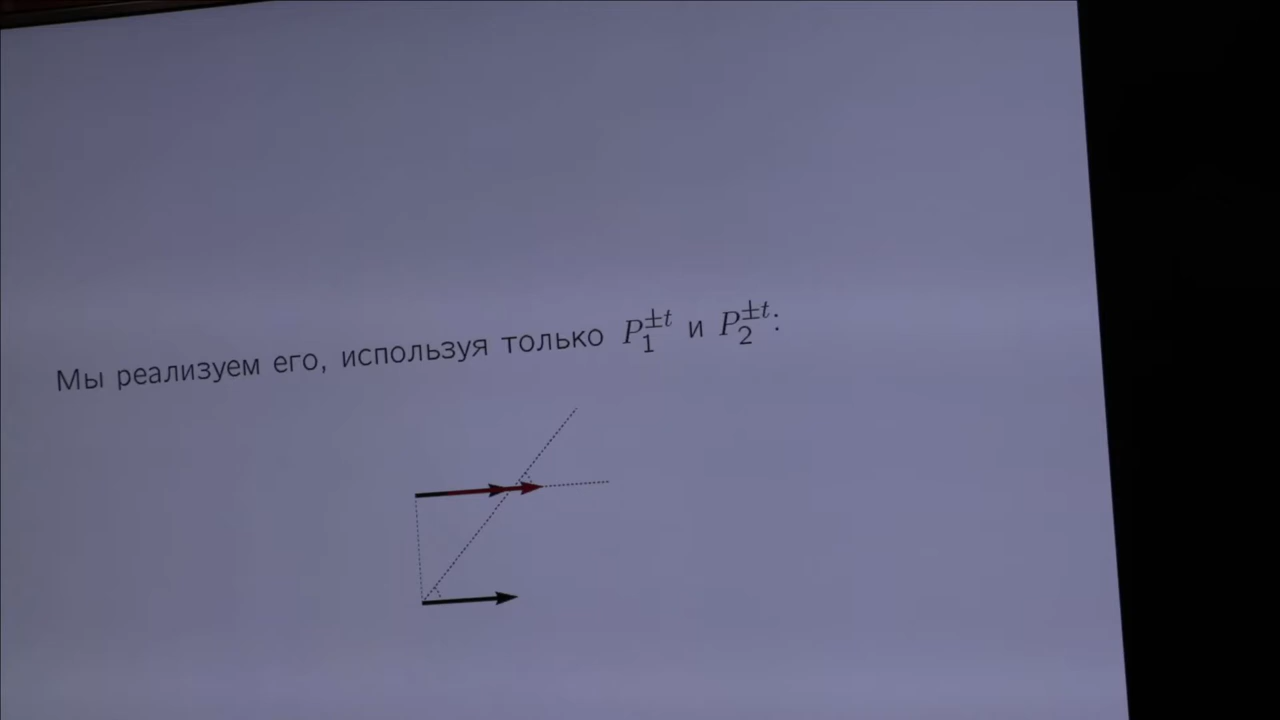 Мы реализуем его, используя только $P_1^{\pm t}$ и $P_2^{\pm t}$: